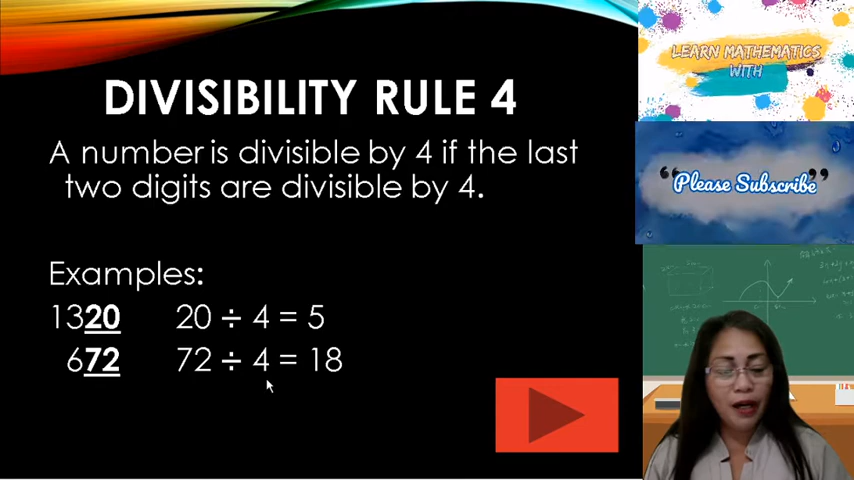 DIVISIBILITY RULE 4
A number is divisible by 4 if the last
two digits are divisible by 4.
Examples:
1320 20 ÷ 4 = 5
672 72 ÷ 4 = 18
LEARN MATHEMATICS
WITH
“Please Subscribe”